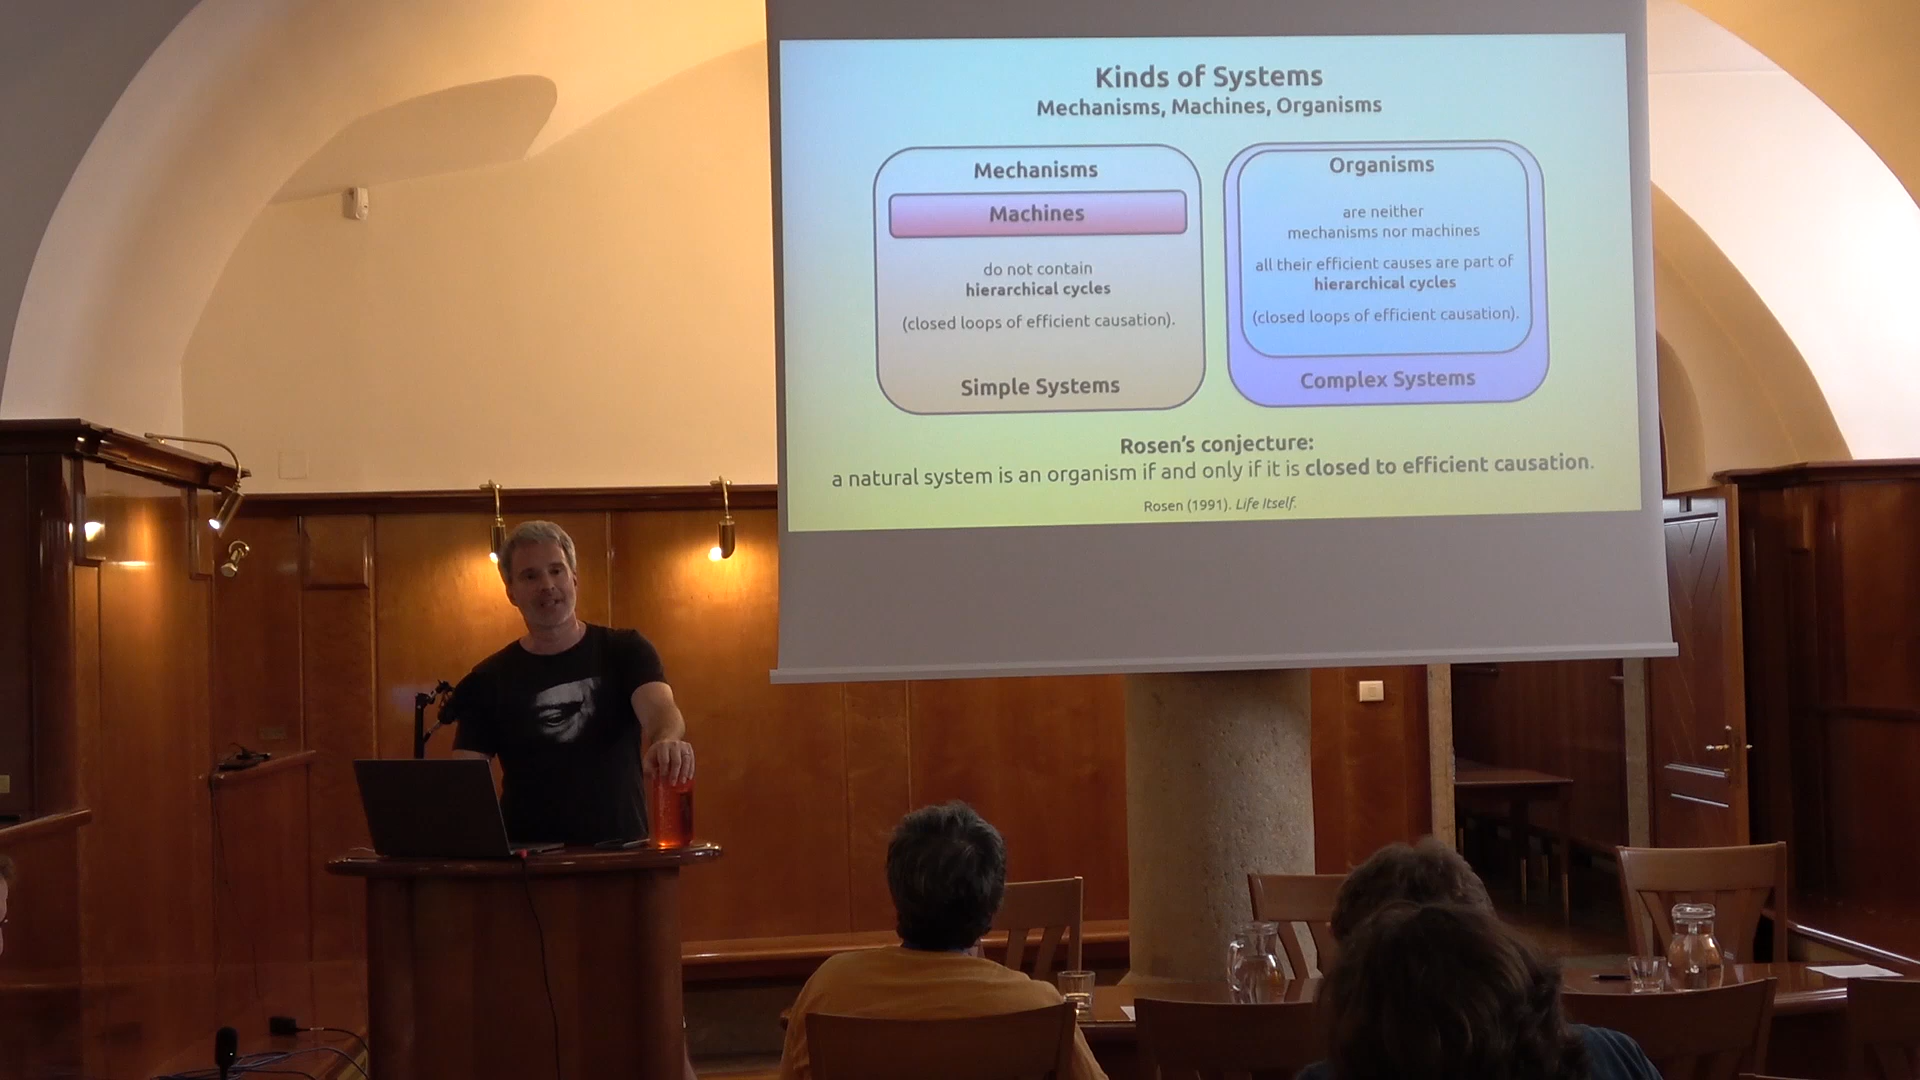 Kinds of Systems
Mechanisms, Machines, Organisms
Mechanisms
Machines
do not contain
hierarchical cycles
(closed loops of efficient causation).
Simple Systems
Organisms
are neither
mechanisms nor machines
all their efficient causes are part of
hierarchical cycles
(closed loops of efficient causation).
Complex Systems
Rosen's conjecture:
a natural system is an organism if and only if it is closed to efficient causation.
Rosen (1991). Life Itself.